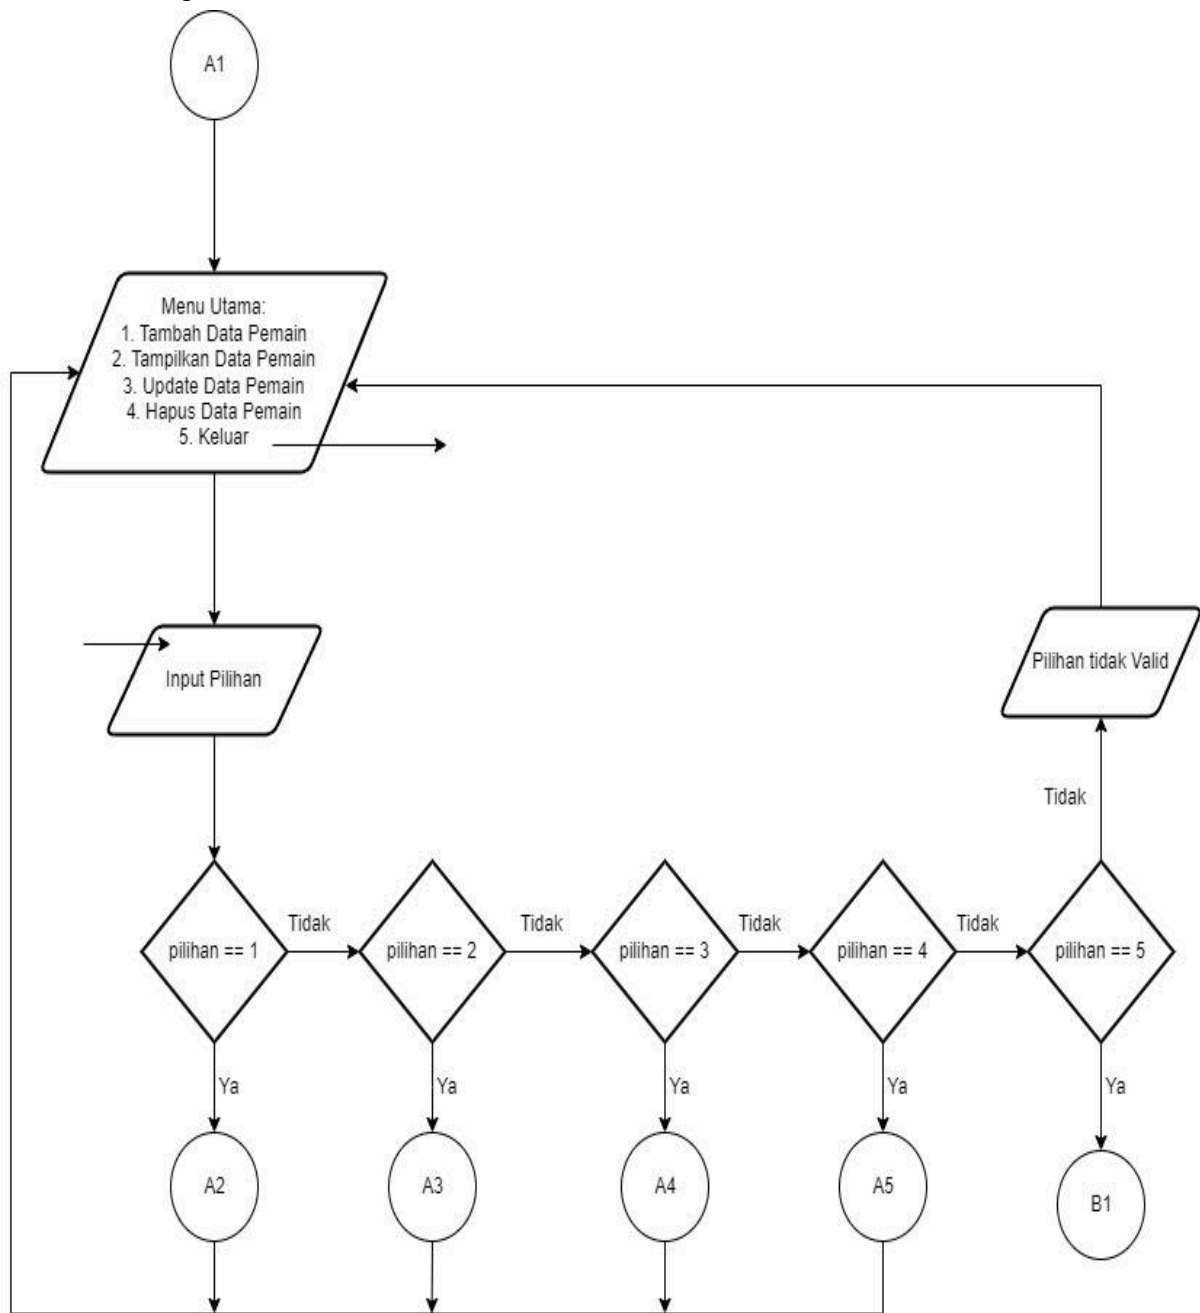 A1
Menu Utama:
1. Tambah Data Pemain
2. Tampilkan Data Pemain
3. Update Data Pemain
4. Hapus Data Pemain
5. Keluar
Input Pilihan
Pilihan tidak Valid
Tidak
pilihan == 1
Tidak
pilihan == 2
Tidak
pilihan == 3
Tidak
pilihan == 4
Tidak
pilihan == 5
Ya
Ya
Ya
Ya
Ya
A2
A3
A4
A5
B1